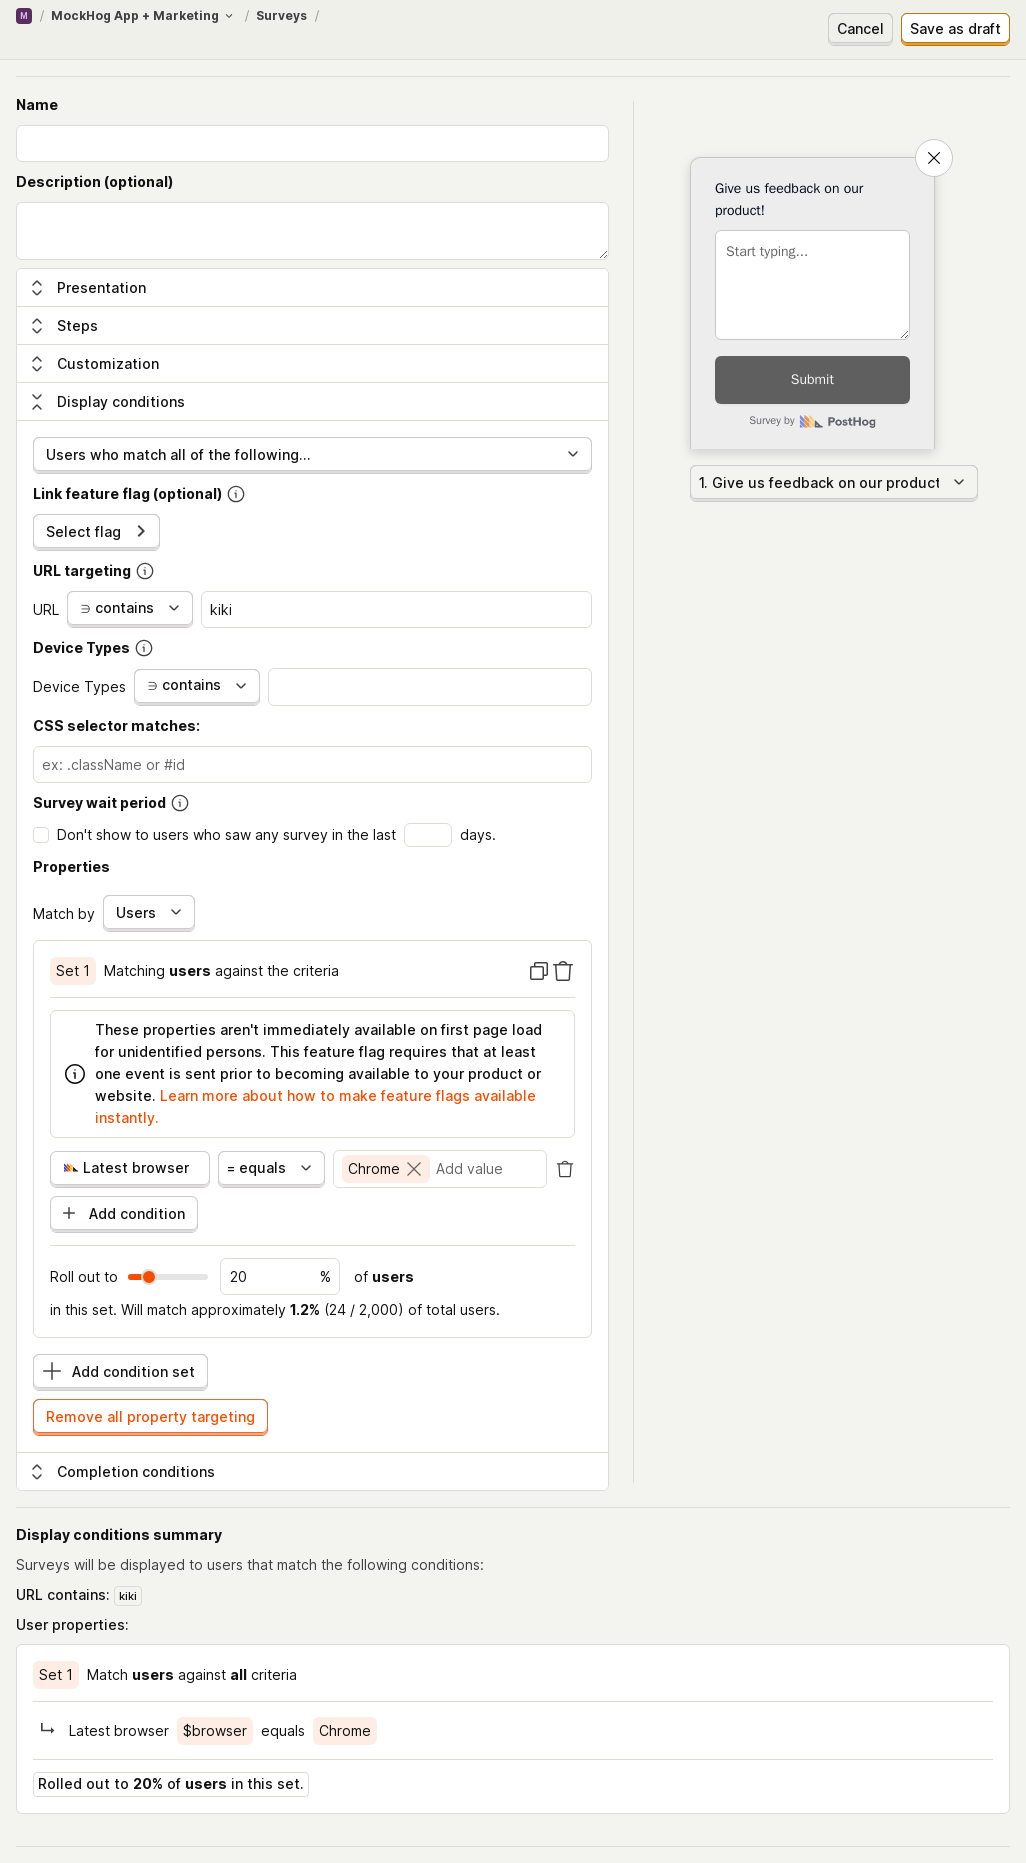 M / MockHog App + Marketing / Surveys /
Cancel
Save as draft
Name
Description (optional)
Presentation
Steps
Customization
Display conditions
Users who match all of the following...
Link feature flag (optional)
Select flag
URL targeting
URL ∋ contains kiki
Device Types
Device Types ∋ contains
CSS selector matches:
ex: .className or #id
Survey wait period
Don't show to users who saw any survey in the last days.
Properties
Match by Users
Set 1 Matching users against the criteria
These properties aren't immediately available on first page load
for unidentified persons. This feature flag requires that at least
one event is sent prior to becoming available to your product or
website. Learn more about how to make feature flags available
instantly.
Latest browser = equals Chrome Add value
Add condition
Roll out to 20 % of users
in this set. Will match approximately 1.2% (24 / 2,000) of total users.
Add condition set
Remove all property targeting
Completion conditions
Give us feedback on our
product!
Start typing...
Submit
Survey by PostHog
1. Give us feedback on our product
Display conditions summary
Surveys will be displayed to users that match the following conditions:
URL contains: kiki
User properties:
Set 1 Match users against all criteria
Latest browser $browser equals Chrome
Rolled out to 20% of users in this set.